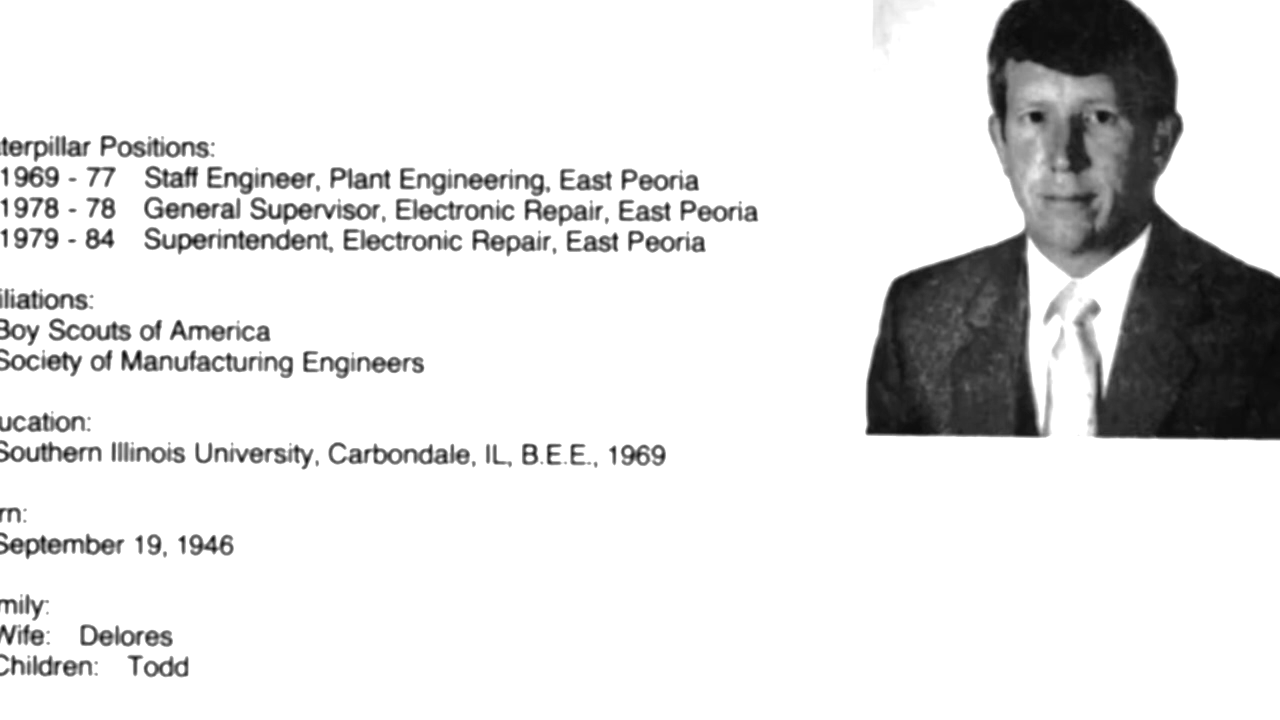 terpillar Positions:
1969 - 77 Staff Engineer, Plant Engineering, East Peoria
1978 - 78 General Supervisor, Electronic Repair, East Peoria
1979 - 84 Superintendent, Electronic Repair, East Peoria
iliations:
Boy Scouts of America
Society of Manufacturing Engineers
ucation:
Southern Illinois University, Carbondale, IL, B.E.E., 1969
rn:
September 19, 1946
mily:
Wife: Delores
Children: Todd